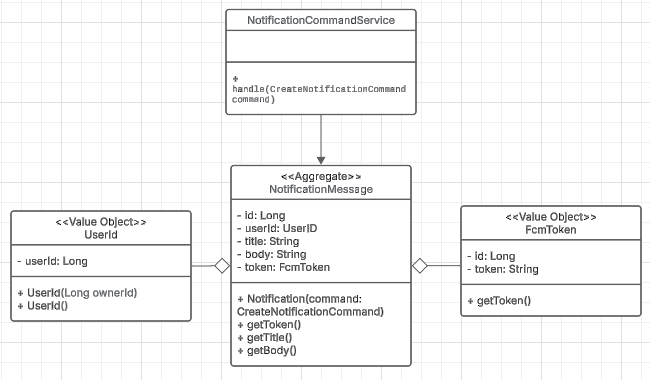 NotificationCommandService
+
handle(CreateNotificationCommand
command)
<<Aggregate>>
NotificationMessage
- id: Long
- userId: UserID
- title: String
- body: String
- token: FcmToken
+ Notification(command:
CreateNotificationCommand)
+ getToken()
+ getTitle()
+ getBody()
<<Value Object>>
UserId
- userId: Long
+ UserId(Long ownerId)
+ UserId()
<<Value Object>>
FcmToken
- id: Long
- token: String
+ getToken()